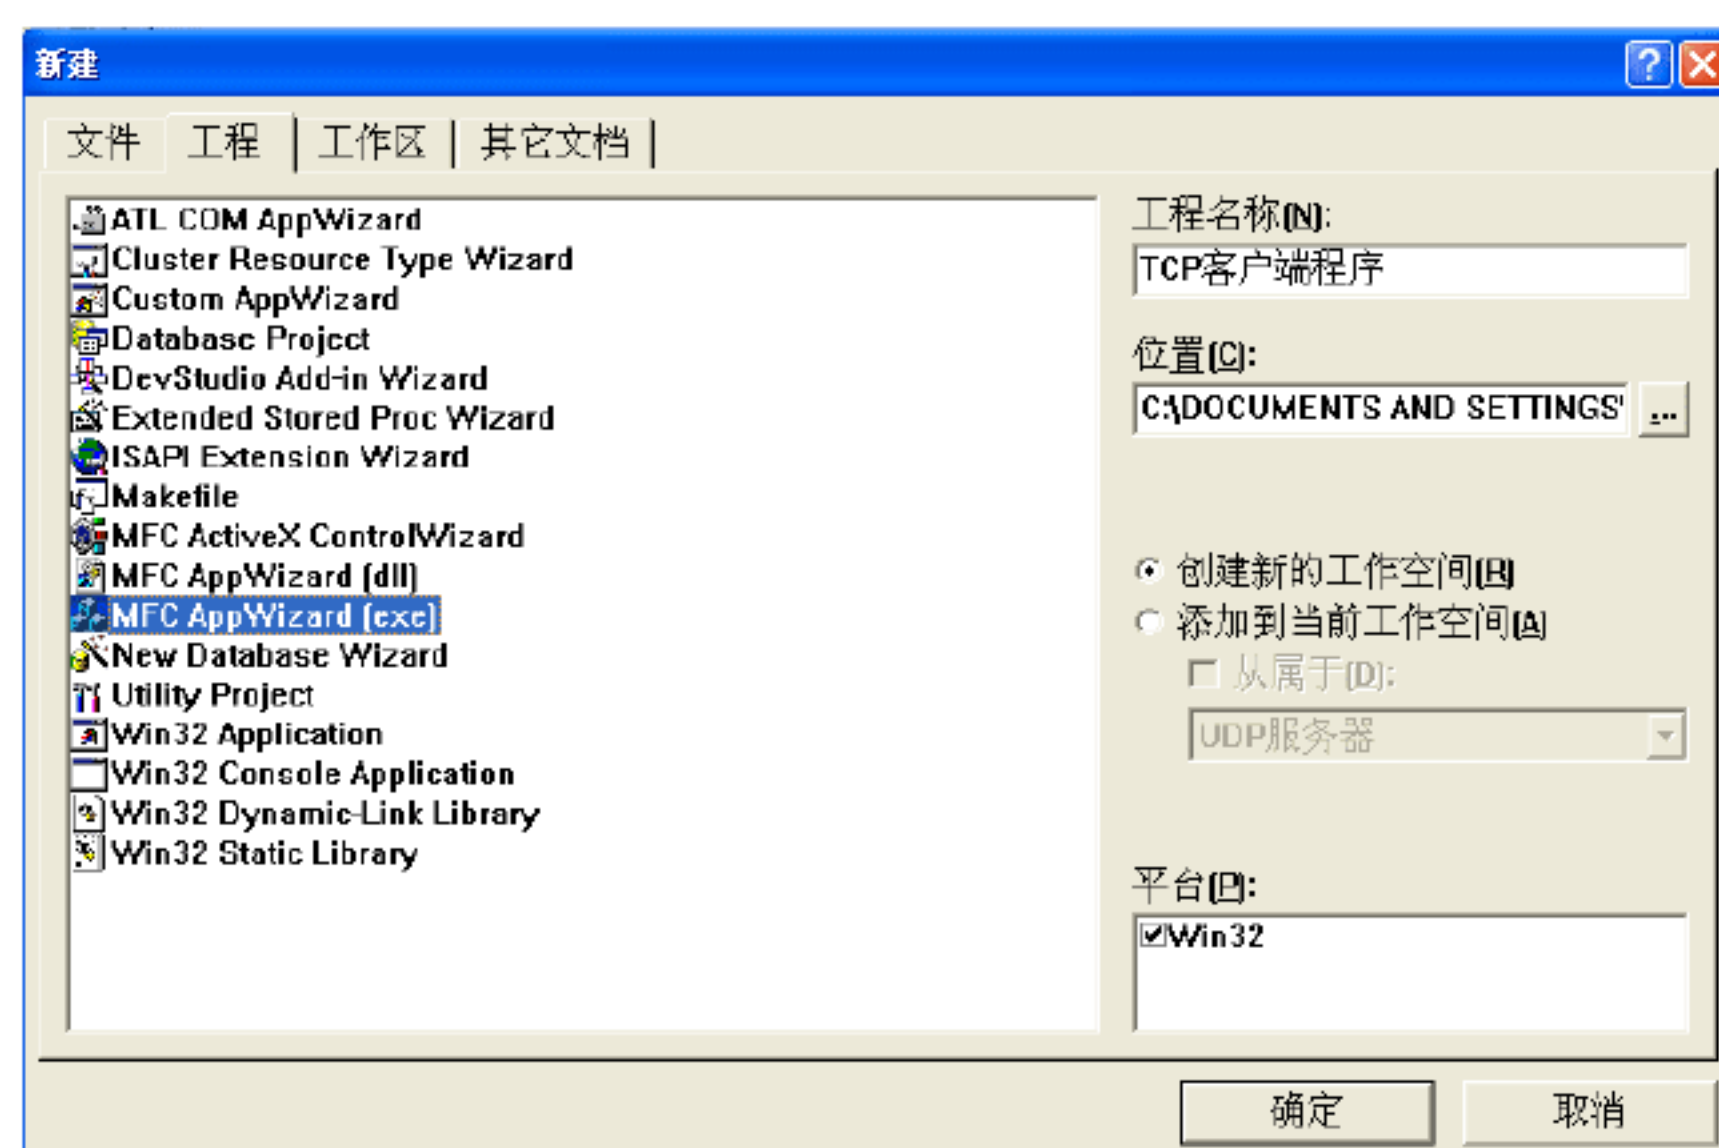 新建
文件 工程 工作区 其它文档
ATL COM AppWizard
Cluster Resource Type Wizard
Custom AppWizard
Database Project
DevStudio Add-in Wizard
Extended Stored Proc Wizard
ISAPI Extension Wizard
Makefile
MFC ActiveX ControlWizard
MFC AppWizard (dll)
MFC AppWizard (exe)
New Database Wizard
Utility Project
Win32 Application
Win32 Console Application
Win32 Dynamic-Link Library
Win32 Static Library
工程名称(N):
TCP客户端程序
位置(C):
C:\DOCUMENTS AND SETTINGS\
...
创建新的工作空间(R)
添加到当前工作空间(A)
从属于(D):
UDP服务器
平台(P):
Win32
确定 取消